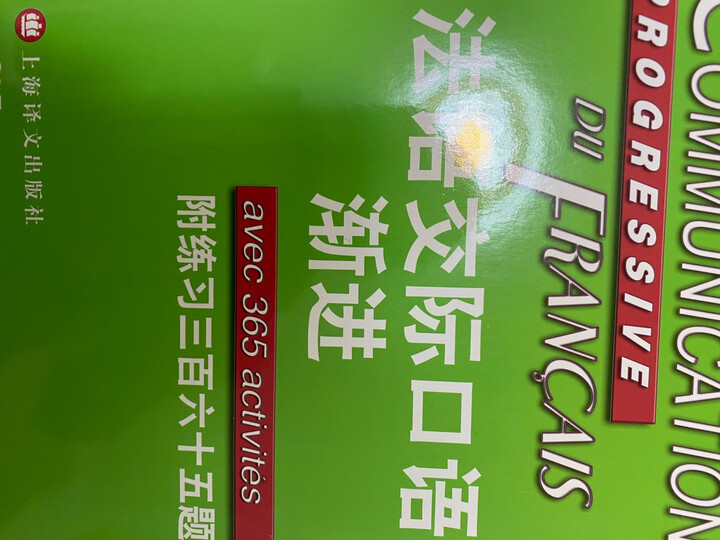 COMMUNICATION
PROGRESSIVE
DU FRANÇAIS
法语交际口语
渐进
avec 365 activités
附练习三百六十五题
上海译文出版社